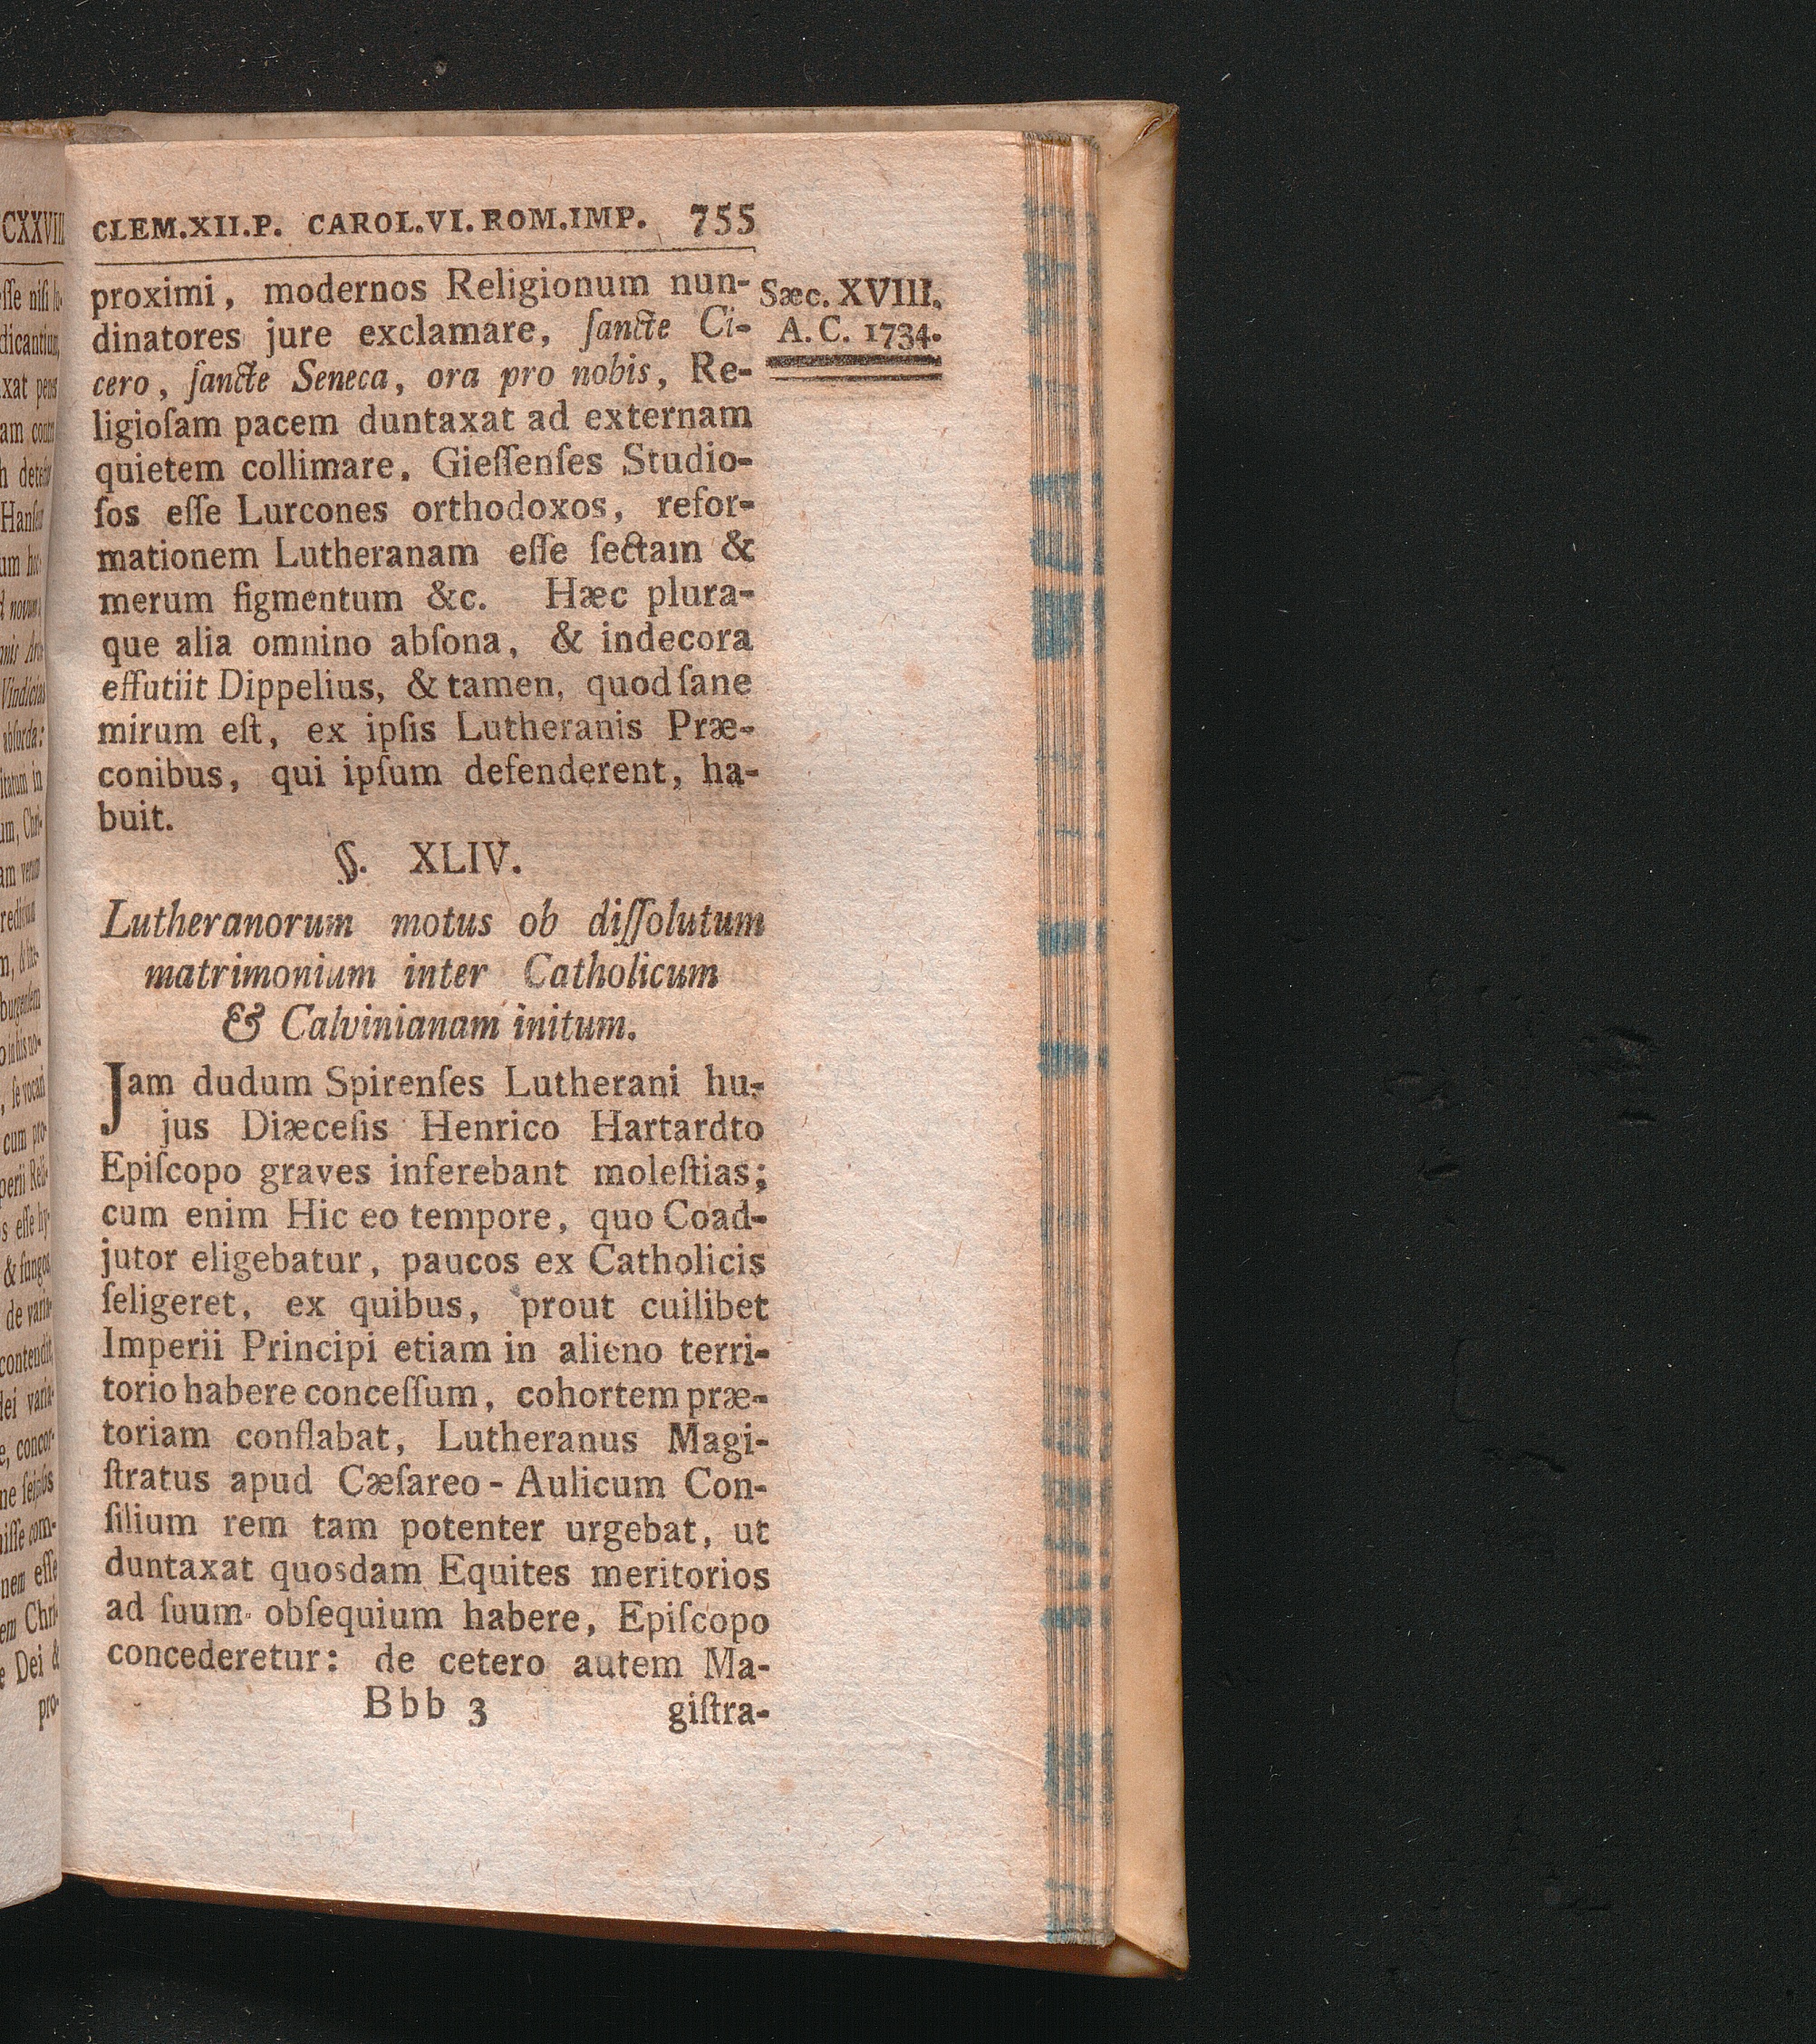 CLEM.XII.P. CAROL.VI.ROM.IMP. 755
Sæc. XVIII.
A. C. 1734.
proximi, modernos Religionum nun-
dinatores jure exclamare, ſancte Ci-
cero, ſancte Seneca, ora pro nobis, Re-
ligioſam pacem duntaxat ad externam
quietem collimare, Gieſſenſes Studio-
ſos eſſe Lurcones orthodoxos, refor-
mationem Lutheranam eſſe ſectam &
merum figmentum &c. Hæc plura-
que alia omnino abſona, & indecora
effutiit Dippelius, & tamen, quod ſane
mirum eſt, ex ipſis Lutheranis Præ-
conibus, qui ipſum defenderent, ha-
buit.
§. XLIV.
Lutheranorum motus ob diſſolutum
matrimonium inter Catholicum
& Calvinianam initum.
Jam dudum Spirenſes Lutherani hu-
jus Diæceſis Henrico Hartardto
Epiſcopo graves inferebant moleſtias;
cum enim Hic eo tempore, quo Coad-
jutor eligebatur, paucos ex Catholicis
ſeligeret, ex quibus, prout cuilibet
Imperii Principi etiam in alieno terri-
torio habere conceſſum, cohortem præ-
toriam conflabat, Lutheranus Magi-
ſtratus apud Cæſareo-Aulicum Con-
ſilium rem tam potenter urgebat, ut
duntaxat quosdam Equites meritorios
ad ſuum obſequium habere, Epiſcopo
concederetur: de cetero autem Ma-
Bbb 3 giſtra-